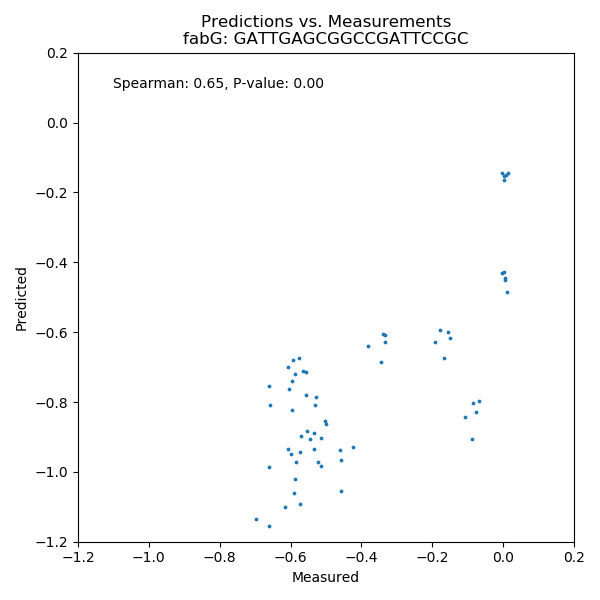 Predictions vs. Measurements
fabG: GATTGAGCGGCCGATTCCGC
Spearman: 0.65, P-value: 0.00
Predicted
0.2
0.0
−0.2
−0.4
−0.6
−0.8
−1.0
−1.2
−1.2 −1.0 −0.8 −0.6 −0.4 −0.2 0.0 0.2
Measured